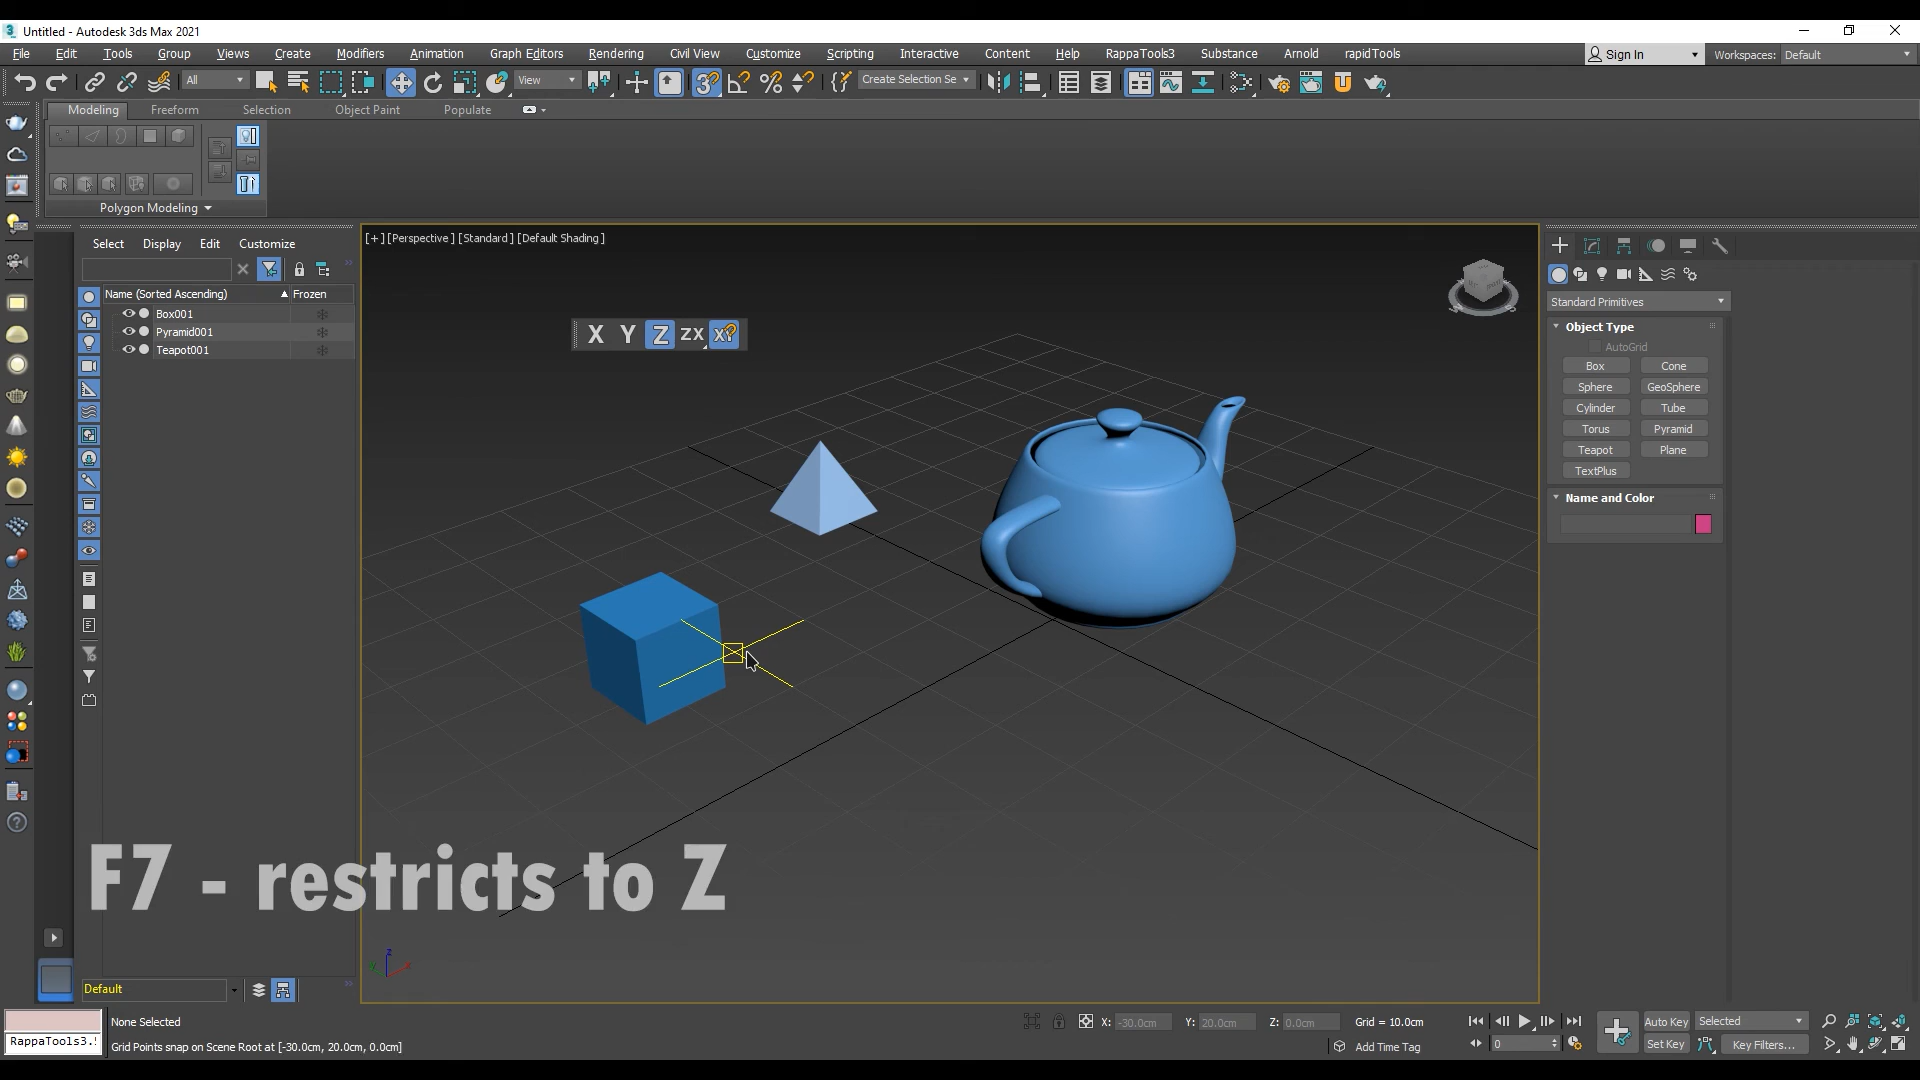 Untitled - Autodesk 3ds Max 2021
File Edit Tools Group Views Create Modifiers Animation Graph Editors Rendering Civil View Customize Scripting Interactive Content Help RappaTools3 Substance Arnold rapidTools
Sign In Workspaces: Default
All View Create Selection Se
Modeling Freeform Selection Object Paint Populate
Polygon Modeling
Select Display Edit Customize
Name (Sorted Ascending) Frozen
Box001
Pyramid001
Teapot001
[+] [Perspective] [Standard] [Default Shading]
X Y Z ZX XY
Standard Primitives
Object Type
AutoGrid
Box Cone
Sphere GeoSphere
Cylinder Tube
Torus Pyramid
Teapot Plane
TextPlus
Name and Color
F7 - restricts to Z
z
x
Default
None Selected
X: -30.0cm Y: 20.0cm Z: 0.0cm Grid = 10.0cm
Auto Key Selected
RappaTools3.
Grid Points snap on Scene Root at [-30.0cm, 20.0cm, 0.0cm]
Add Time Tag
0
Set Key Key Filters...